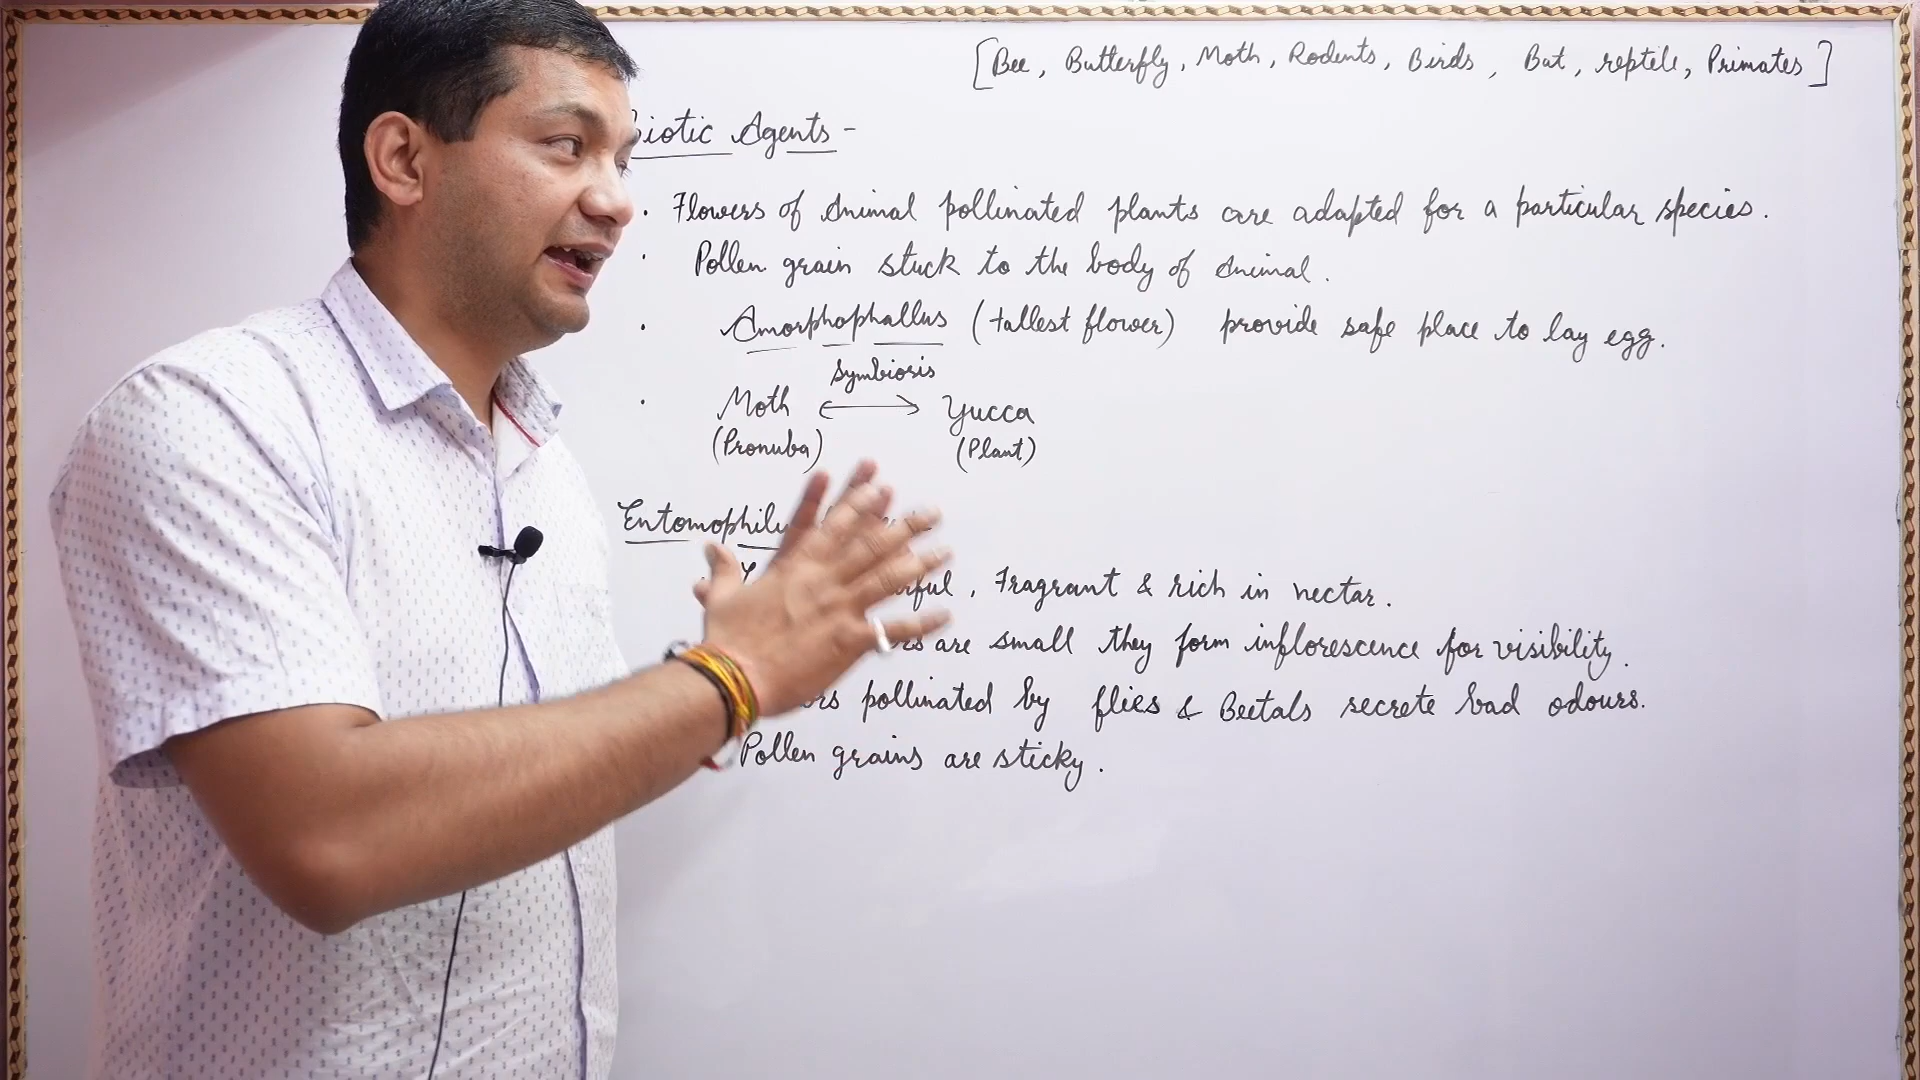 [Bee, Butterfly, Moth, Rodents, Birds, Bat, reptile, Primates]
Biotic Agents -
. Flowers of Animal pollinated plants are adapted for a particular species.
. Pollen grain stuck to the body of Animal.
. Amorphophallus (tallest flower) provide safe place to lay egg.
Symbiosis
. Moth ⟷ Yucca
(Pronuba) (Plant)
Entomophily
, Fragrant & rich in nectar.
are small they form inflorescence for visibility.
pollinated by flies & Beetals secrete bad odours.
Pollen grains are sticky.